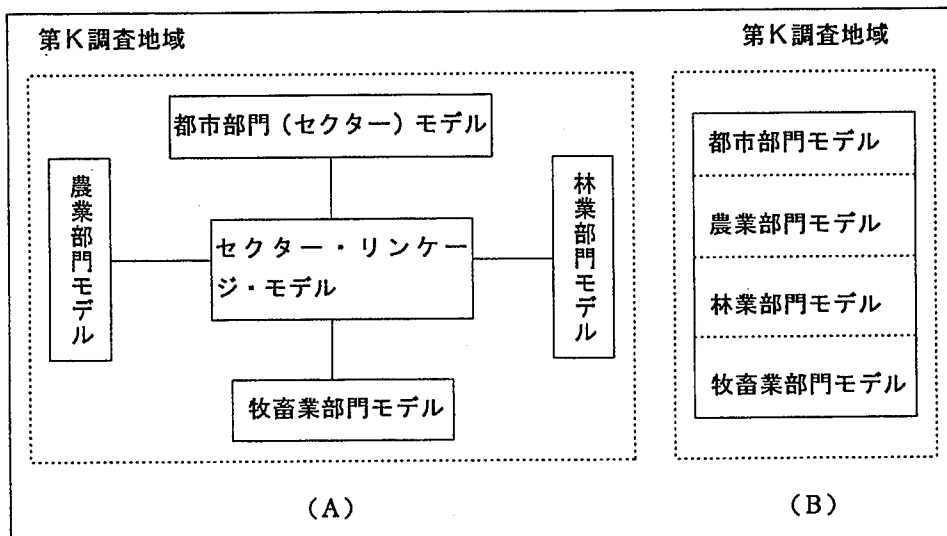 第K調査地域
都市部門(セクター)モデル
農業部門モデル
セクター・リンケー
ジ・モデル
林業部門モデル
牧畜業部門モデル
(A)
第K調査地域
都市部門モデル
農業部門モデル
林業部門モデル
牧畜業部門モデル
(B)